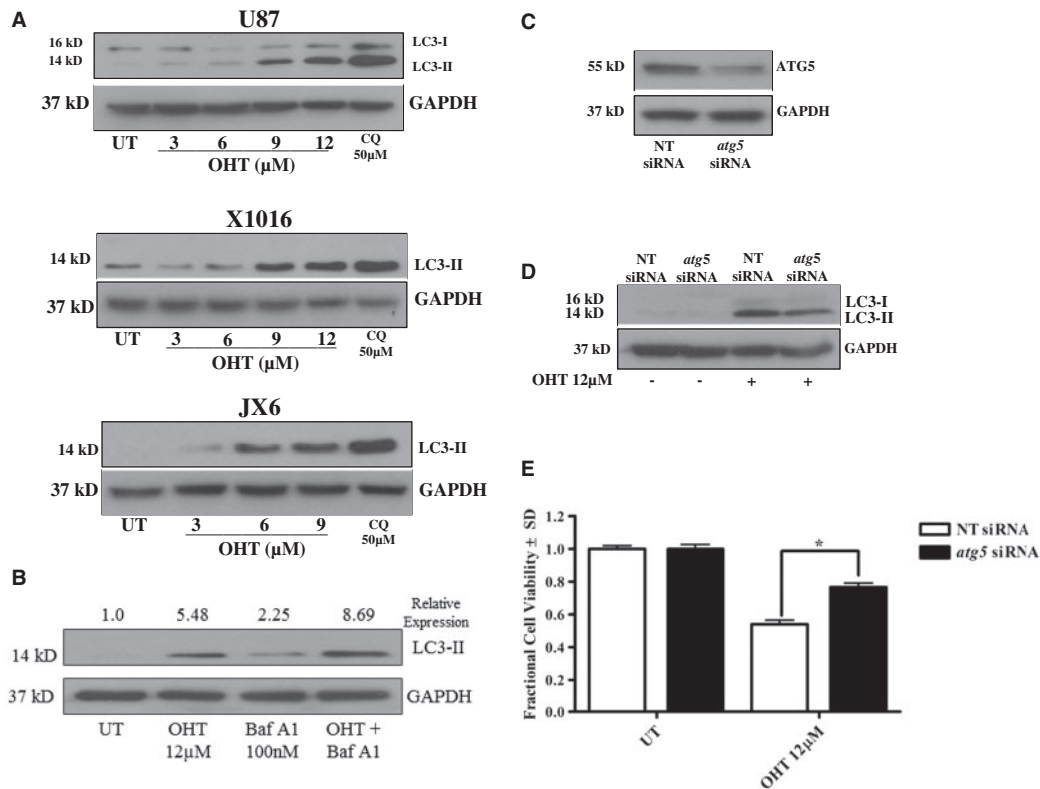 A
U87
16 kD
LC3-I
14 kD
LC3-II
37 kD
GAPDH
UT 3 6 9 12 CQ
50µM
OHT (µM)
X1016
14 kD
LC3-II
37 kD
GAPDH
UT 3 6 9 12 CQ
50µM
OHT (µM)
JX6
14 kD
LC3-II
37 kD
GAPDH
UT 3 6 9 CQ
50µM
OHT (µM)
B
1.0 5.48 2.25 8.69 Relative
Expression
14 kD
LC3-II
37 kD
GAPDH
UT OHT Baf A1 OHT +
12µM 100nM Baf A1
C
55 kD
ATG5
37 kD
GAPDH
NT atg5
siRNA siRNA
D
NT atg5 NT atg5
siRNA siRNA siRNA siRNA
16 kD
LC3-I
14 kD
LC3-II
37 kD
GAPDH
OHT 12µM - - + +
E
Fractional Cell Viability ± SD
1.2
1.0
0.8
0.6
0.4
0.2
0.0
*
NT siRNA
atg5 siRNA
UT
OHT 12µM